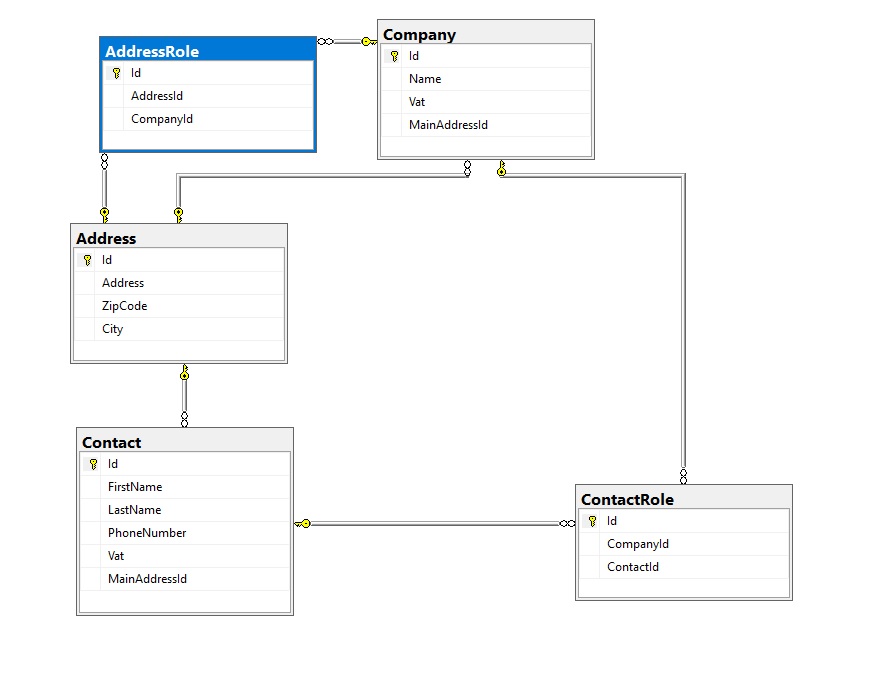 AddressRole
Id
AddressId
CompanyId
Company
Id
Name
Vat
MainAddressId
Address
Id
Address
ZipCode
City
Contact
Id
FirstName
LastName
PhoneNumber
Vat
MainAddressId
ContactRole
Id
CompanyId
ContactId